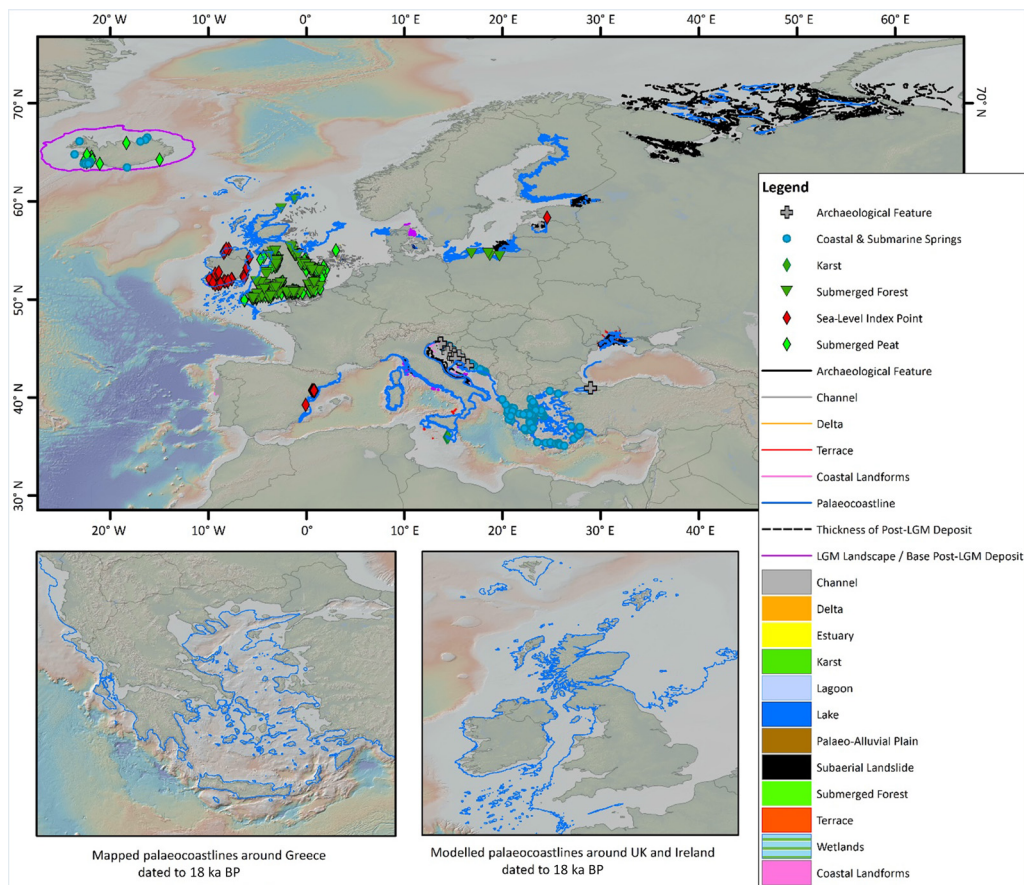 20° W 10° W 0° 10° E 20° E 30° E 40° E 50° E 60° E
70° N
70° N
60° N
50° N
40° N
30° N
20° W 10° W 0° 10° E 20° E 30° E 40° E
Legend
Archaeological Feature
Coastal & Submarine Springs
Karst
Submerged Forest
Sea-Level Index Point
Submerged Peat
Archaeological Feature
Channel
Delta
Terrace
Coastal Landforms
Palaeocoastline
Thickness of Post-LGM Deposit
LGM Landscape / Base Post-LGM Deposit
Channel
Delta
Estuary
Karst
Lagoon
Lake
Palaeo-Alluvial Plain
Subaerial Landslide
Submerged Forest
Terrace
Wetlands
Coastal Landforms
Mapped palaeocoastlines around Greece
dated to 18 ka BP
Modelled palaeocoastlines around UK and Ireland
dated to 18 ka BP